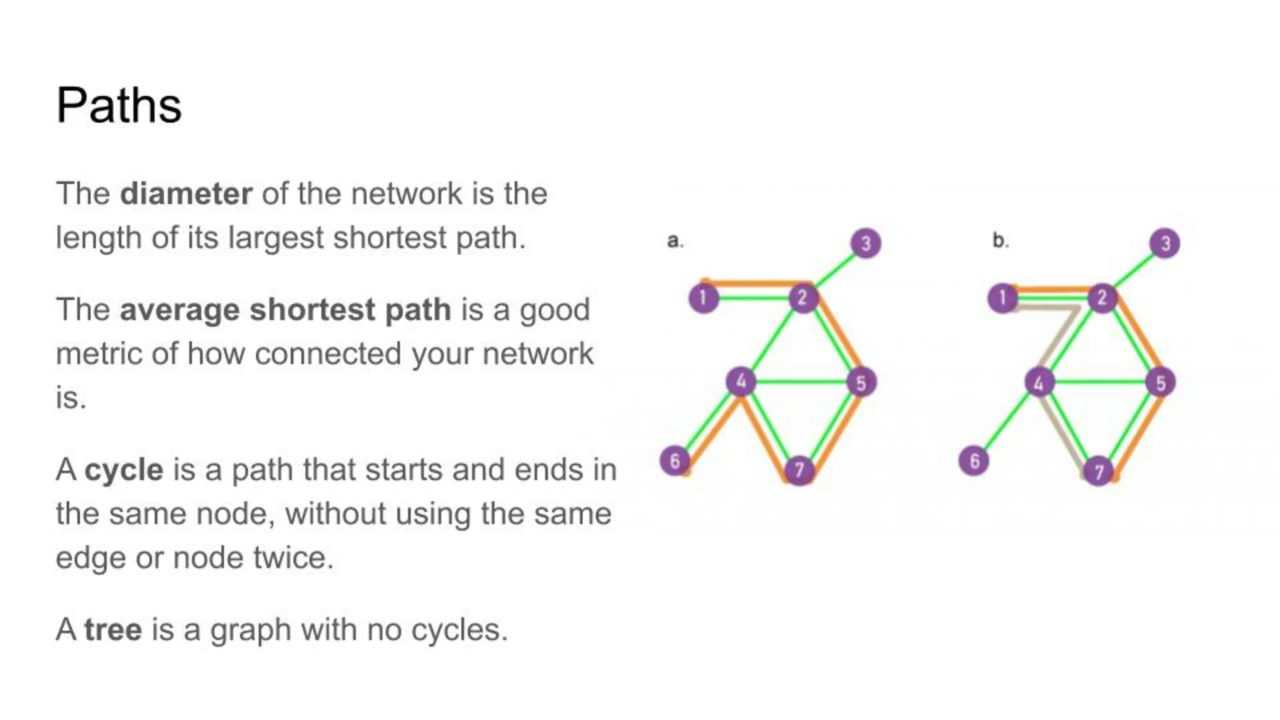 Paths
The diameter of the network is the
length of its largest shortest path.
The average shortest path is a good
metric of how connected your network
is.
A cycle is a path that starts and ends in
the same node, without using the same
edge or node twice.
A tree is a graph with no cycles.
a.
3
1
2
4
5
6
7
b.
3
1
2
4
5
6
7